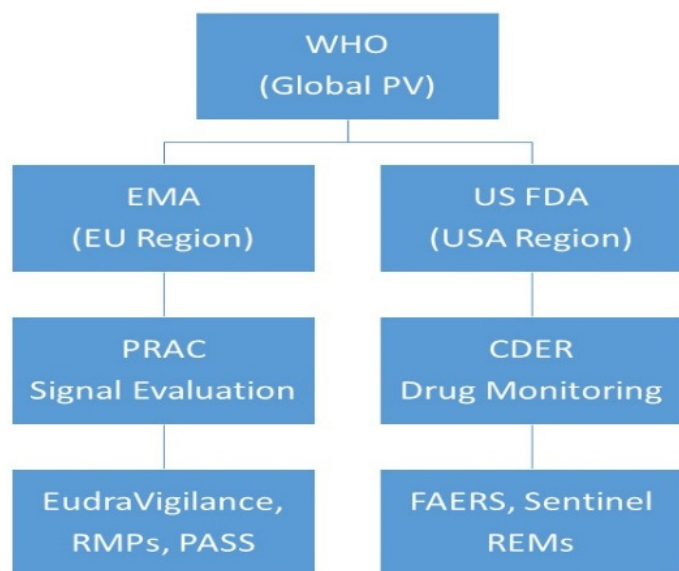 WHO
(Global PV)
EMA
(EU Region)
US FDA
(USA Region)
PRAC
Signal Evaluation
CDER
Drug Monitoring
EudraVigilance,
RMPs, PASS
FAERS, Sentinel
REMs